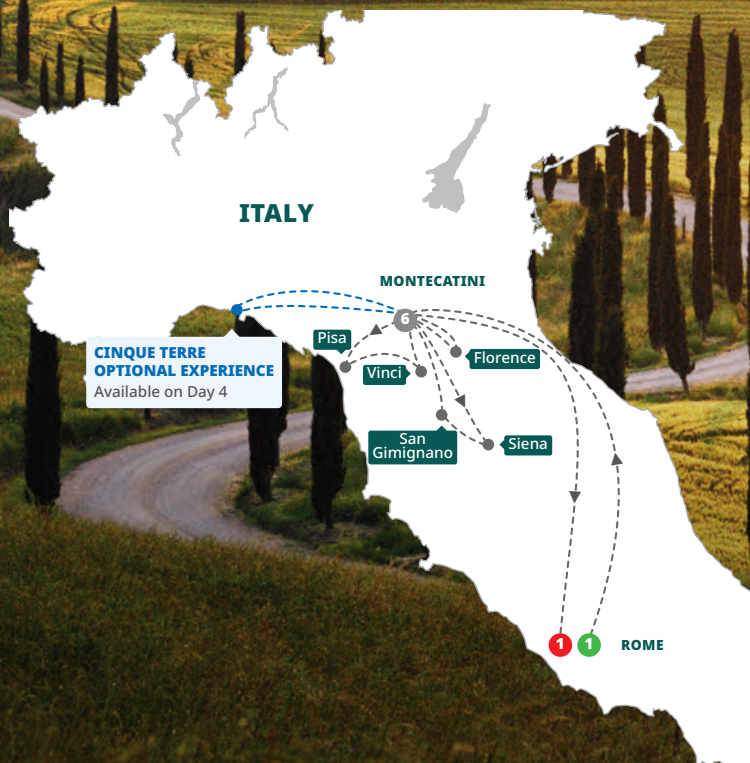 ITALY
MONTECATINI
6
Pisa
Florence
Vinci
CINQUE TERRE
OPTIONAL EXPERIENCE
Available on Day 4
San
Gimignano
Siena
1
1
ROME